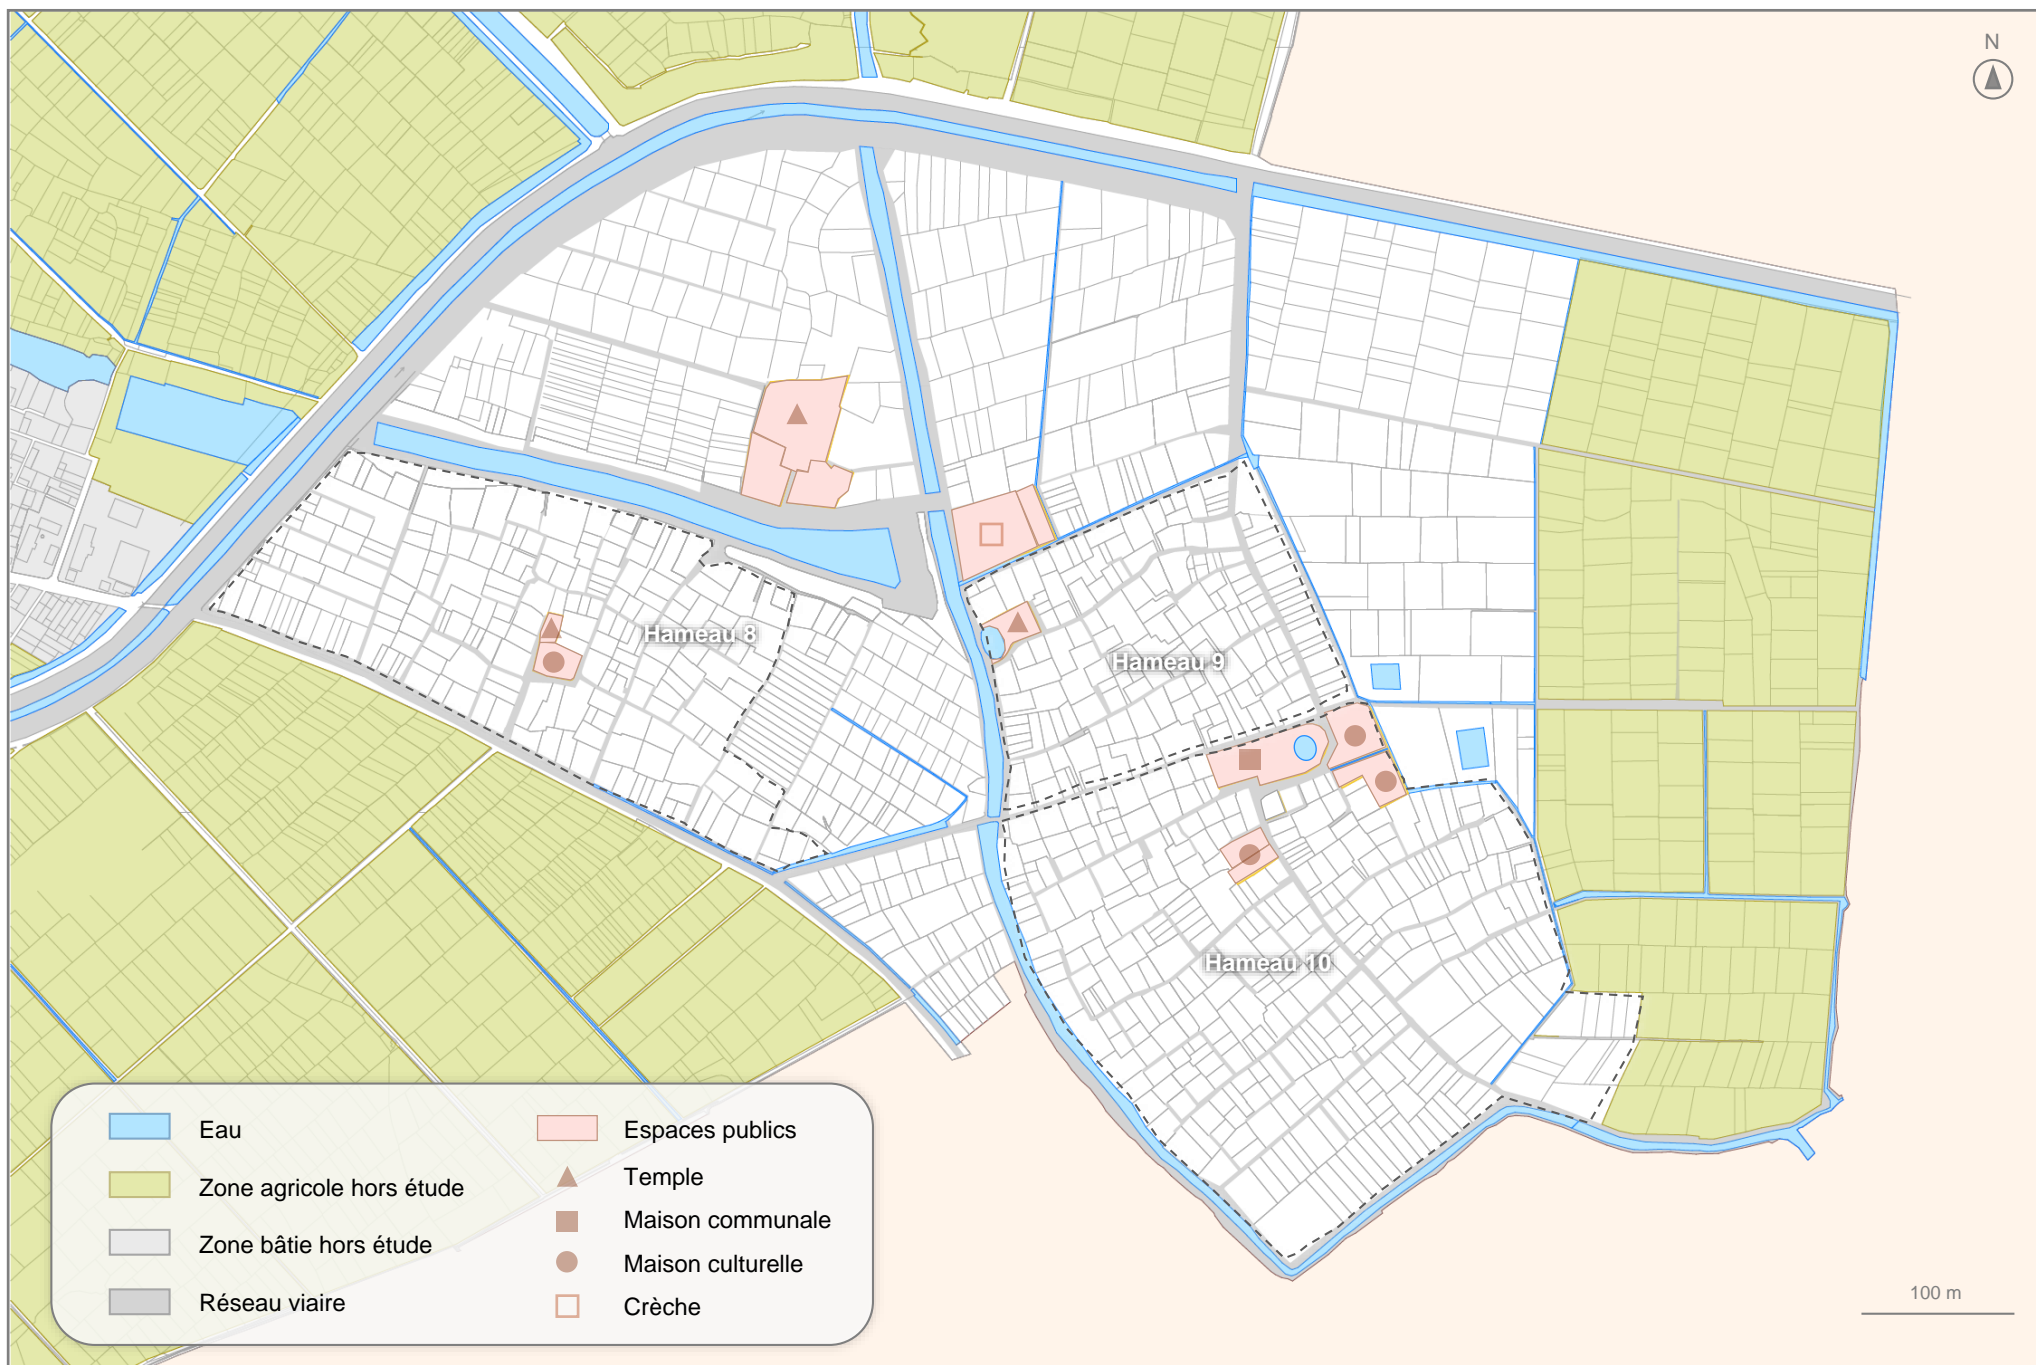 N
Hameau 8
Hameau 9
Hameau 10
Eau
Zone agricole hors étude
Zone bâtie hors étude
Réseau viaire
Espaces publics
Temple
Maison communale
Maison culturelle
Crèche
100 m